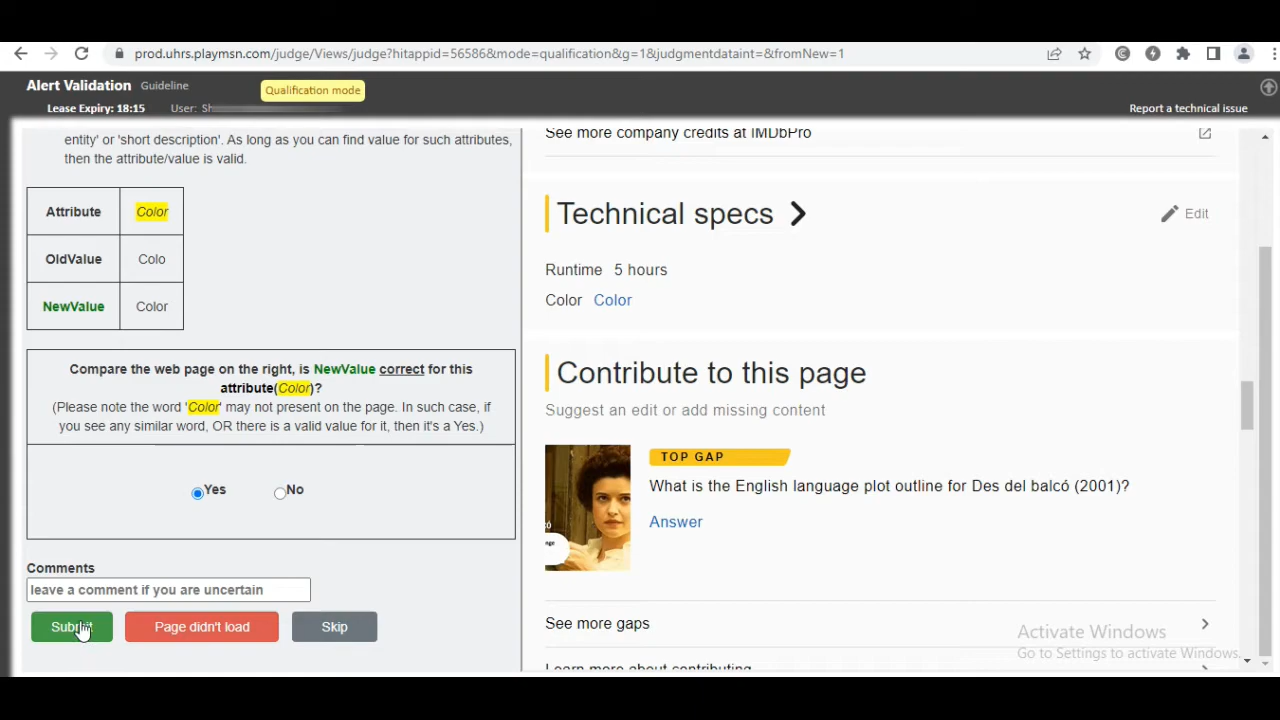 prod.uhrs.playmsn.com/judge/Views/judge?hitappid=56586&mode=qualification&g=1&judgmentdataint=&fromNew=1
Alert Validation Guideline Qualification mode
Lease Expiry: 18:15 User: Report a technical issue
entity' or 'short description'. As long as you can find value for such attributes,
then the attribute/value is valid.
Attribute Color
OldValue Colo
NewValue Color
Compare the web page on the right, is NewValue correct for this
attribute(Color)?
(Please note the word 'Color' may not present on the page. In such case, if
you see any similar word, OR there is a valid value for it, then it's a Yes.)
Yes No
Comments
leave a comment if you are uncertain
Submit Page didn't load Skip
See more company credits at IMDbPro
Technical specs Edit
Runtime 5 hours
Color Color
Contribute to this page
Suggest an edit or add missing content
TOP GAP
What is the English language plot outline for Des del balcó (2001)?
Answer
See more gaps
Learn more about contributing
Activate Windows
Go to Settings to activate Windows.